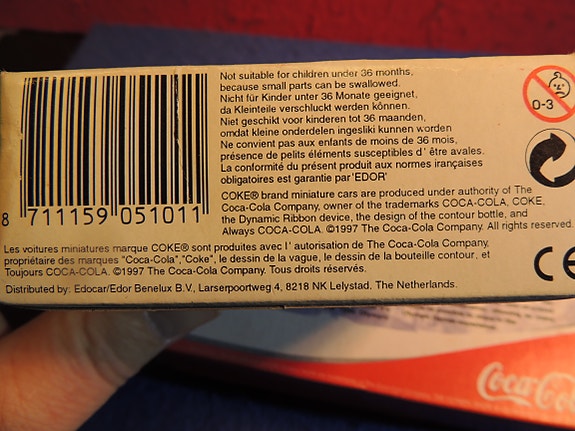 Not suitable for children under 36 months,
because small parts can be swallowed.
Nicht für Kinder unter 36 Monate geeignet,
da Kleinteile verschluckt werden können.
Niet geschikt voor kinderen tot 36 maanden,
omdat kleine onderdelen ingesliki kunnen worden
Ne convient pas aux enfants de moins de 36 mois,
présence de pelits éléments susceptibles d' être avales.
La conformité du présent produit aux normes irançaises
obligatoires est garantie par'EDOR'
0-3
COKE® brand miniature cars are produced under authority of The
Coca-Cola Company, owner of the trademarks COCA-COLA, COKE,
the Dynamic Ribbon device, the design of the contour bottle, and
Always COCA-COLA. ©1997 The Coca-Cola Company. All rights reserved.
8 711159 051011
Les voitures miniatures marque COKE® sont produites avec l' autorisation de The Coca-Cola Company,
propriétaire des marques "Coca-Cola","Coke", le dessin de la vague, le dessin de la bouteille contour, et
Toujours COCA-COLA. ©1997 The Coca-Cola Company. Tous droits réservés.
CE
Distributed by: Edocar/Edor Benelux B.V., Larserpoortweg 4, 8218 NK Lelystad, The Netherlands.
Coca-Co